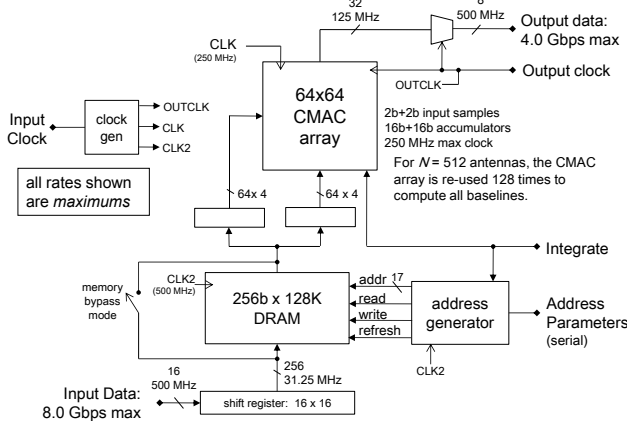 32
125 MHz
8
500 MHz
Output data:
4.0 Gbps max
CLK
(250 MHz)
Output clock
OUTCLK
64x64
CMAC
array
2b+2b input samples
16b+16b accumulators
250 MHz max clock
For N = 512 antennas, the CMAC
array is re-used 128 times to
compute all baselines.
Input
Clock
clock
gen
OUTCLK
CLK
CLK2
all rates shown
are maximums
64x 4
64 x 4
Integrate
memory
bypass
mode
CLK2
(500 MHz)
256b x 128K
DRAM
addr
17
read
write
refresh
address
generator
Address
Parameters
(serial)
CLK2
256
31.25 MHz
16
500 MHz
Input Data:
8.0 Gbps max
shift register: 16 x 16